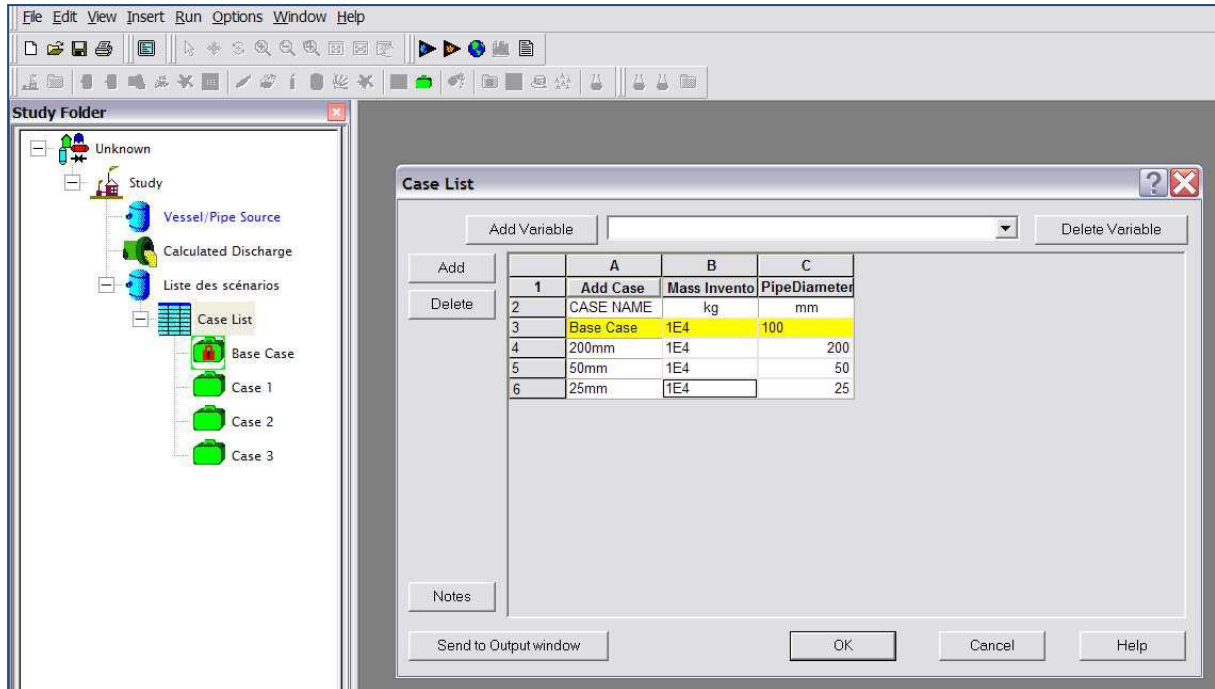 File Edit View Insert Run Options Window Help
Study Folder
Unknown
Study
Vessel/Pipe Source
Calculated Discharge
Liste des scénarios
Case List
Base Case
Case 1
Case 2
Case 3
Case List
Add Variable
Delete Variable
Add
Delete
A B C
1 Add Case Mass Invento PipeDiameter
2 CASE NAME kg mm
3 Base Case 1E4 100
4 200mm 1E4 200
5 50mm 1E4 50
6 25mm 1E4 25
Notes
Send to Output window
OK
Cancel
Help